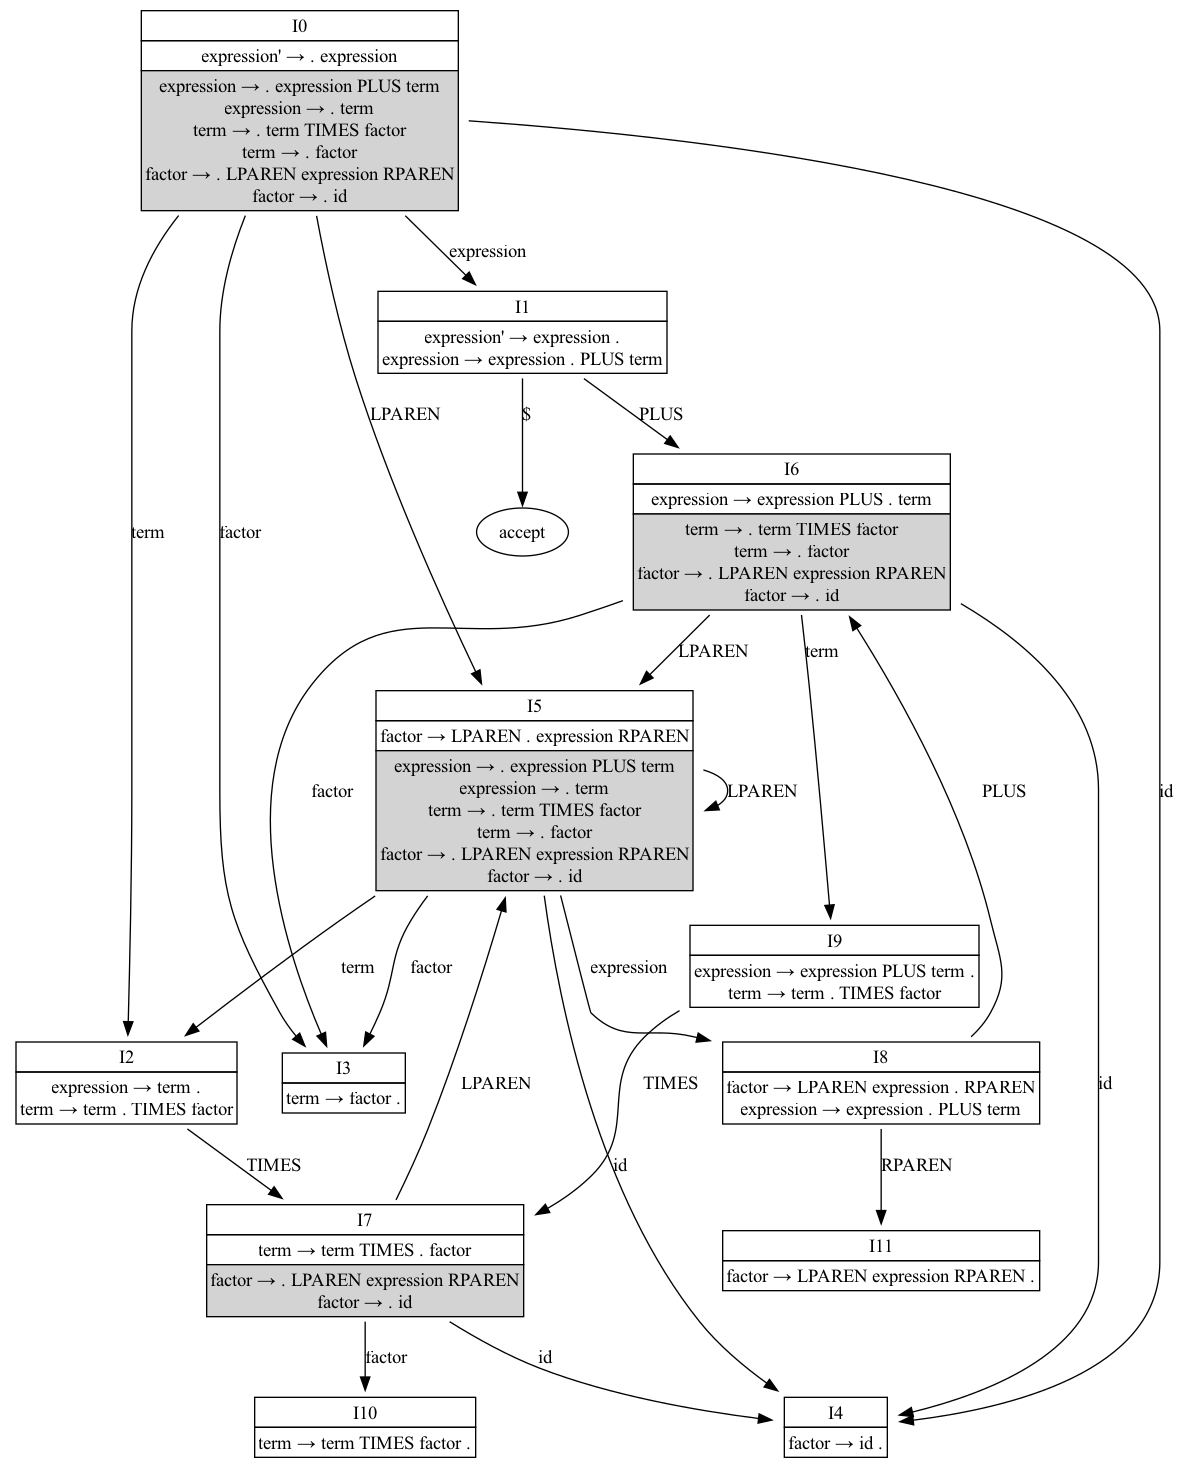 I0
expression' → . expression
expression → . expression PLUS term
expression → . term
term → . term TIMES factor
term → . factor
factor → . LPAREN expression RPAREN
factor → . id
expression
I1
expression' → expression .
expression → expression . PLUS term
LPAREN
$
PLUS
I6
expression → expression PLUS . term
term → . term TIMES factor
term → . factor
factor → . LPAREN expression RPAREN
factor → . id
term
factor
accept
LPAREN
term
I5
factor → LPAREN . expression RPAREN
expression → . expression PLUS term
expression → . term
term → . term TIMES factor
term → . factor
factor → . LPAREN expression RPAREN
factor → . id
factor
LPAREN
PLUS
id
I9
expression → expression PLUS term .
term → term . TIMES factor
term
factor
expression
I2
expression → term .
term → term . TIMES factor
I3
term → factor .
LPAREN
TIMES
I8
factor → LPAREN expression . RPAREN
expression → expression . PLUS term
id
TIMES
id
RPAREN
I7
term → term TIMES . factor
factor → . LPAREN expression RPAREN
factor → . id
I11
factor → LPAREN expression RPAREN .
factor
id
I10
term → term TIMES factor .
I4
factor → id .